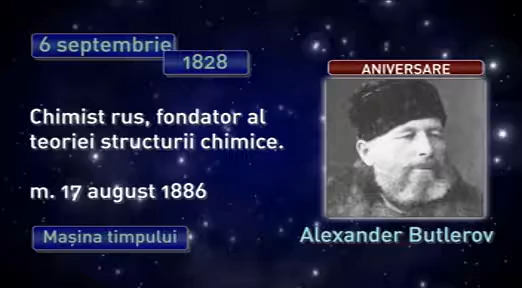 6 septembrie
1828
ANIVERSARE
Chimist rus, fondator al
teoriei structurii chimice.
m. 17 august 1886
Alexander Butlerov
Mașina timpului